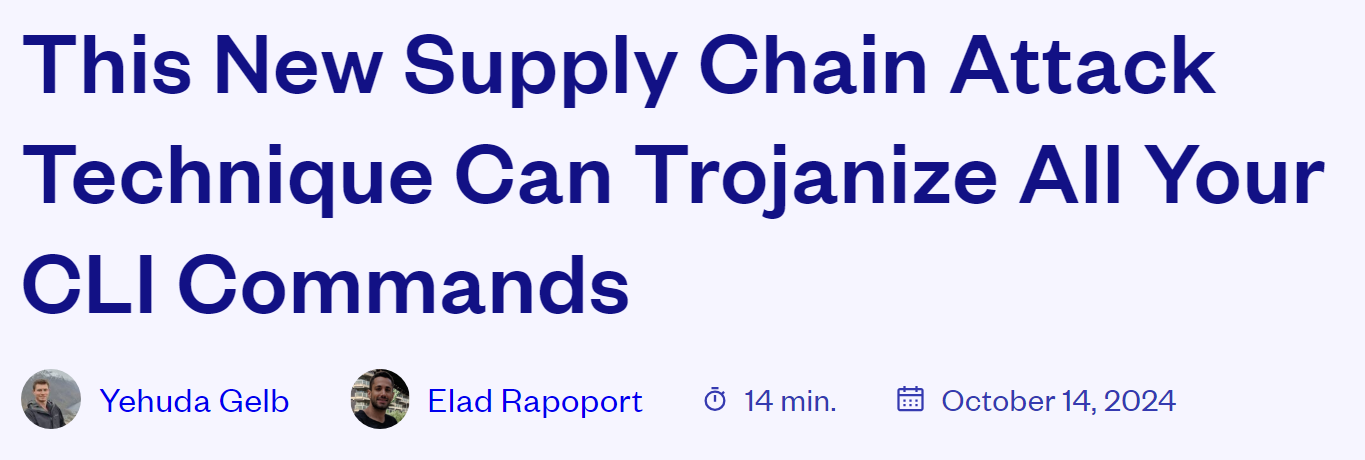 This New Supply Chain Attack
Technique Can Trojanize All Your
CLI Commands
Yehuda Gelb Elad Rapoport 14 min. October 14, 2024